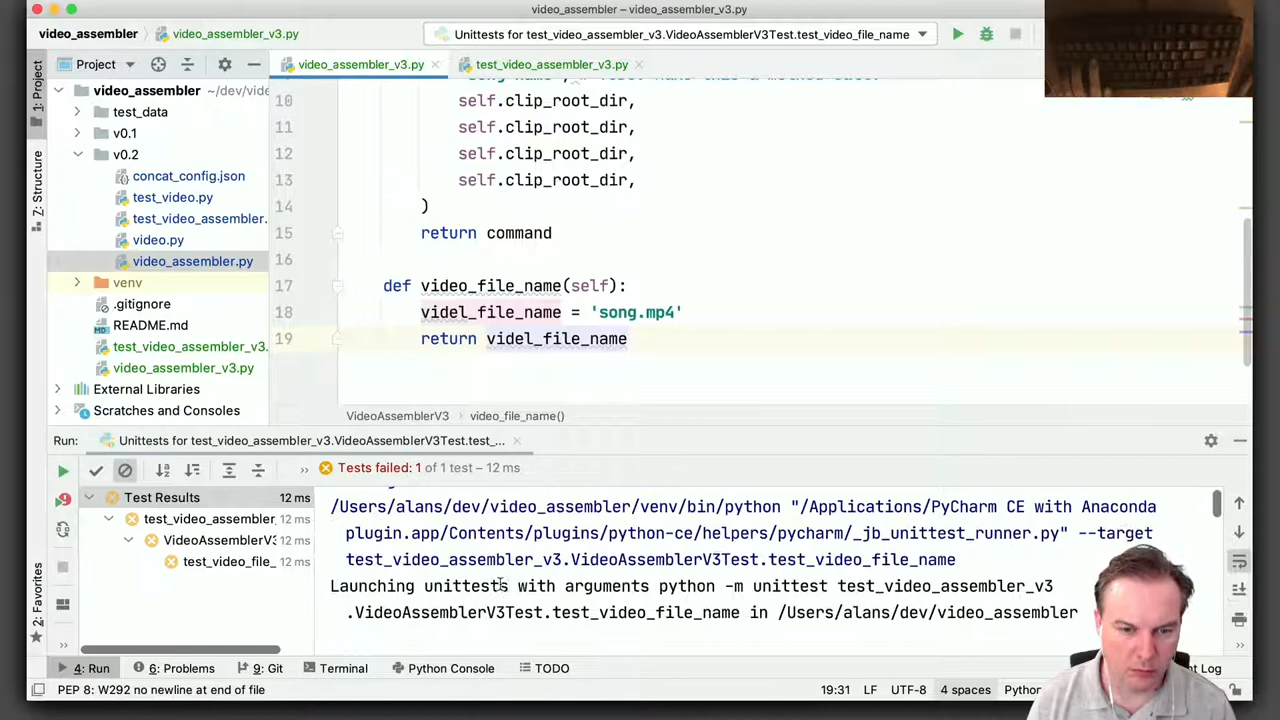 video_assembler – video_assembler_v3.py
video_assembler
video_assembler_v3.py
Unittests for test_video_assembler_v3.VideoAssemblerV3Test.test_video_file_name
1: Project
Project
video_assembler_v3.py
test_video_assembler_v3.py
video_assembler ~/dev/vide
test_data
v0.1
v0.2
concat_config.json
test_video.py
test_video_assembler.
video.py
video_assembler.py
venv
.gitignore
README.md
test_video_assembler_v3.
video_assembler_v3.py
External Libraries
Scratches and Consoles
Z: Structure
2: Favorites
10 self.clip_root_dir,
11 self.clip_root_dir,
12 self.clip_root_dir,
13 self.clip_root_dir,
14 )
15 return command
16
17 def video_file_name(self):
18 videl_file_name = 'song.mp4'
19 return videl_file_name
VideoAssemblerV3 › video_file_name()
Run: Unittests for test_video_assembler_v3.VideoAssemblerV3Test.test_...
» Tests failed: 1 of 1 test – 12 ms
Test Results 12 ms
test_video_assembler_ 12 ms
VideoAssemblerV3 12 ms
test_video_file_ 12 ms
/Users/alans/dev/video_assembler/venv/bin/python "/Applications/PyCharm CE with Anaconda
plugin.app/Contents/plugins/python-ce/helpers/pycharm/_jb_unittest_runner.py" --target
test_video_assembler_v3.VideoAssemblerV3Test.test_video_file_name
Launching unittests with arguments python -m unittest test_video_assembler_v3
.VideoAssemblerV3Test.test_video_file_name in /Users/alans/dev/video_assembler
4: Run 6: Problems 9: Git Terminal Python Console TODO nt Log
PEP 8: W292 no newline at end of file 19:31 LF UTF-8 4 spaces Pytho